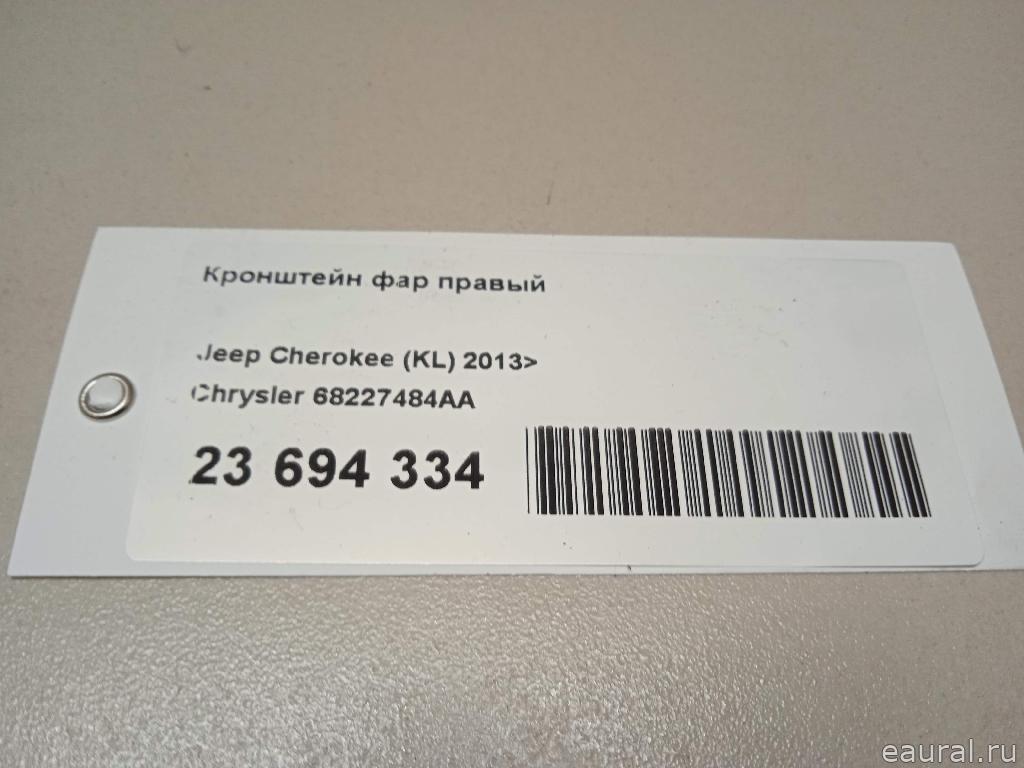 Кронштейн фар правый
Jeep Cherokee (KL) 2013>
Chrysler 68227484AA
23 694 334
eaural.ru